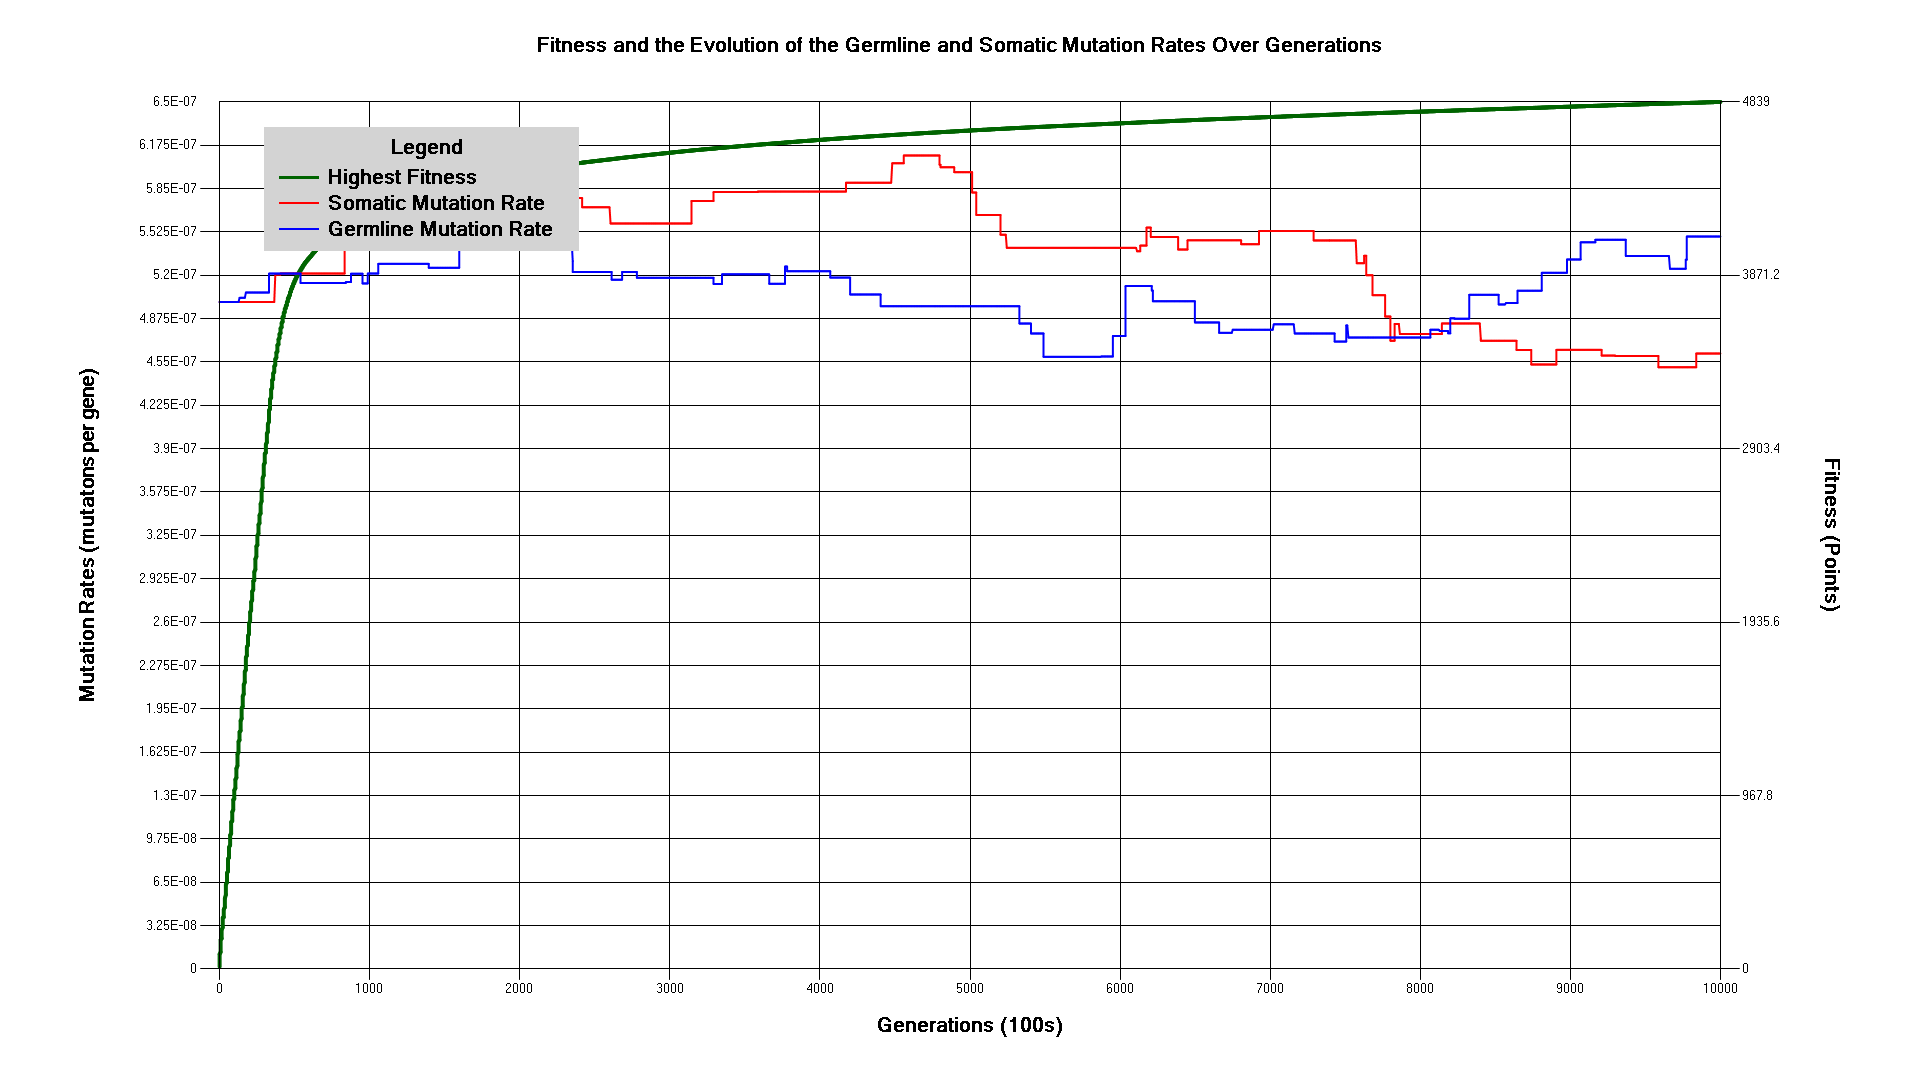 Fitness and the Evolution of the Germline and Somatic Mutation Rates Over Generations
6.5E-07
6.175E-07
5.85E-07
5.525E-07
5.2E-07
4.875E-07
4.55E-07
4.225E-07
3.9E-07
3.575E-07
3.25E-07
2.925E-07
2.6E-07
2.275E-07
1.95E-07
1.625E-07
1.3E-07
9.75E-08
6.5E-08
3.25E-08
0
Mutation Rates (mutatons per gene)
Legend
Highest Fitness
Somatic Mutation Rate
Germline Mutation Rate
4839
3871.2
2903.4
1935.6
967.8
0
Fitness (Points)
0 1000 2000 3000 4000 5000 6000 7000 8000 9000 10000
Generations (100s)